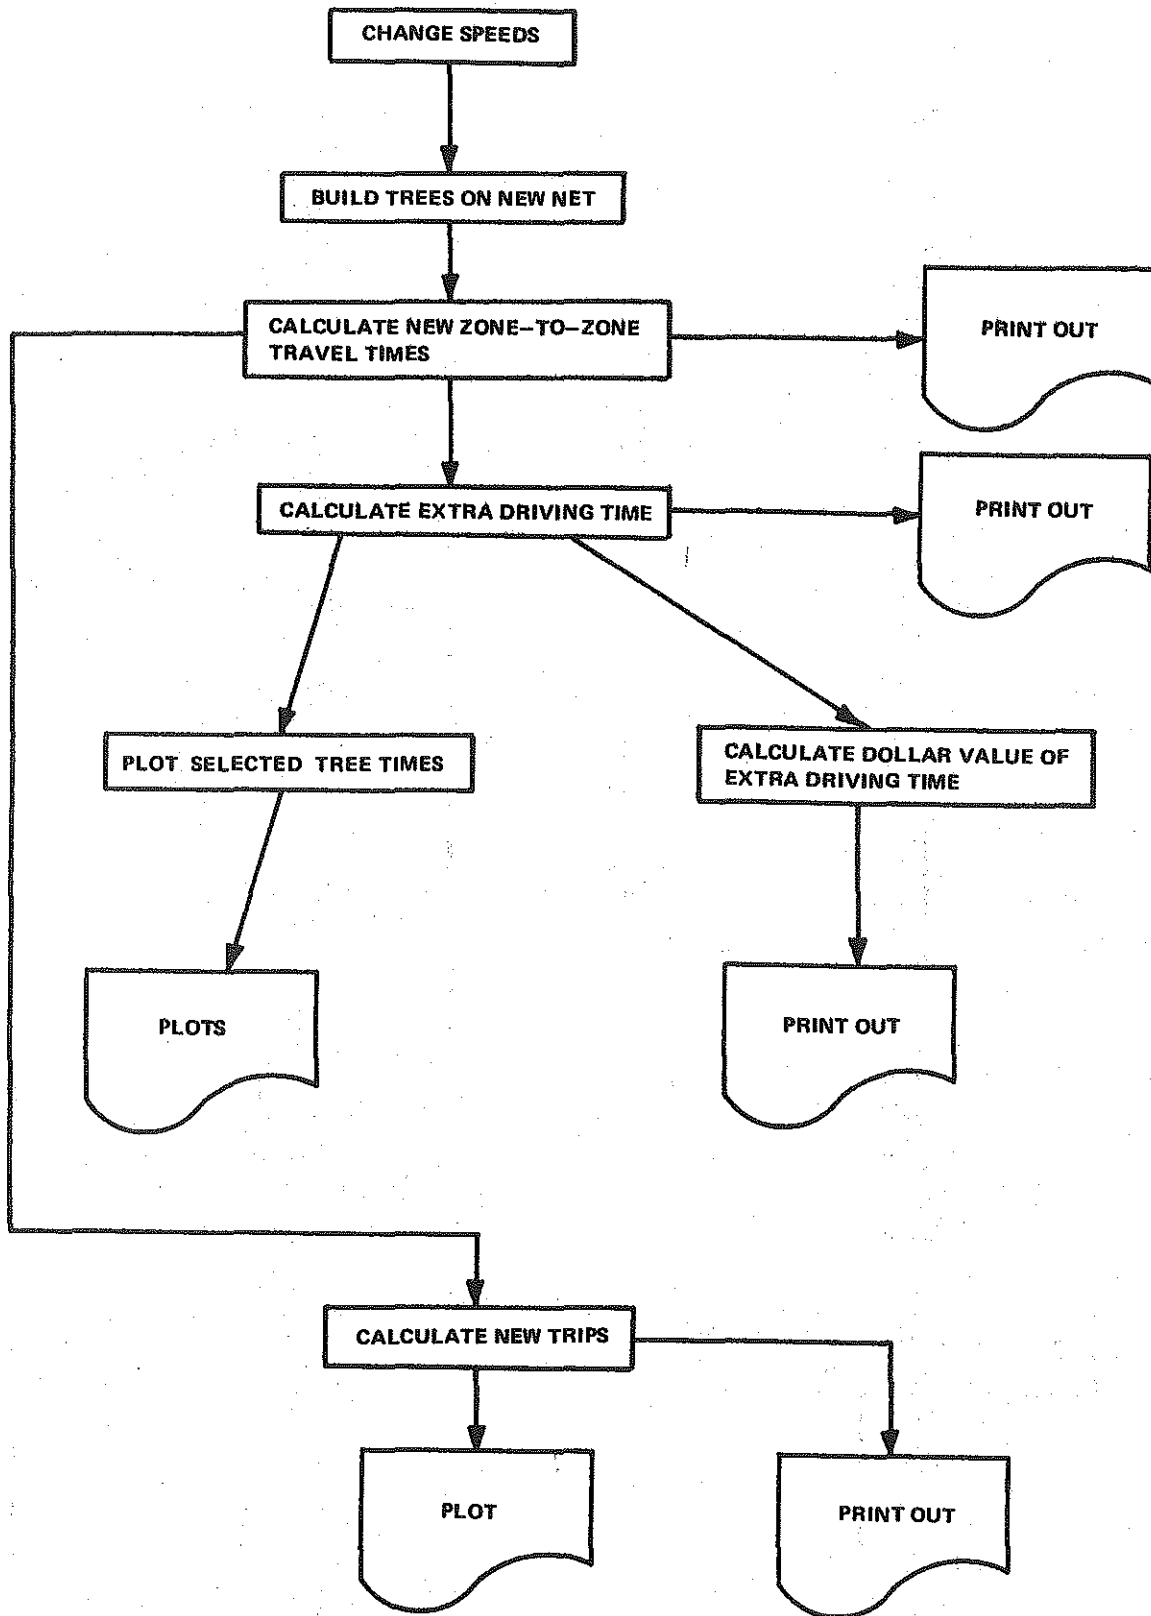 CHANGE SPEEDS
BUILD TREES ON NEW NET
CALCULATE NEW ZONE-TO-ZONE
TRAVEL TIMES
PRINT OUT
CALCULATE EXTRA DRIVING TIME
PRINT OUT
PLOT SELECTED TREE TIMES
CALCULATE DOLLAR VALUE OF
EXTRA DRIVING TIME
PLOTS
PRINT OUT
CALCULATE NEW TRIPS
PLOT
PRINT OUT